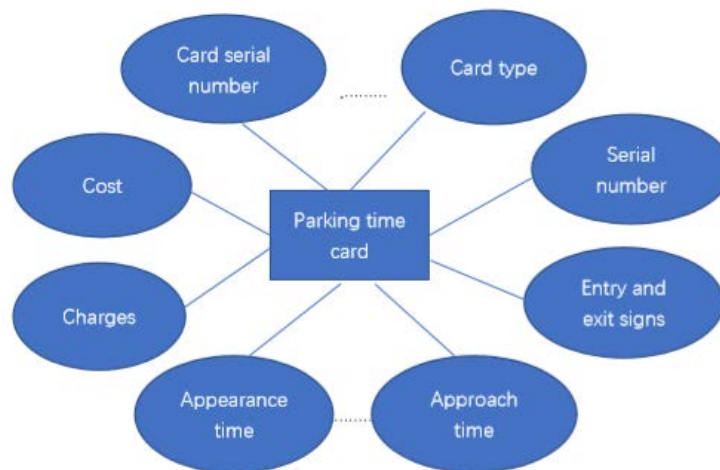 Card serial
number
Card type
Cost
Serial
number
Parking time
card
Charges
Entry and
exit signs
Appearance
time
Approach
time